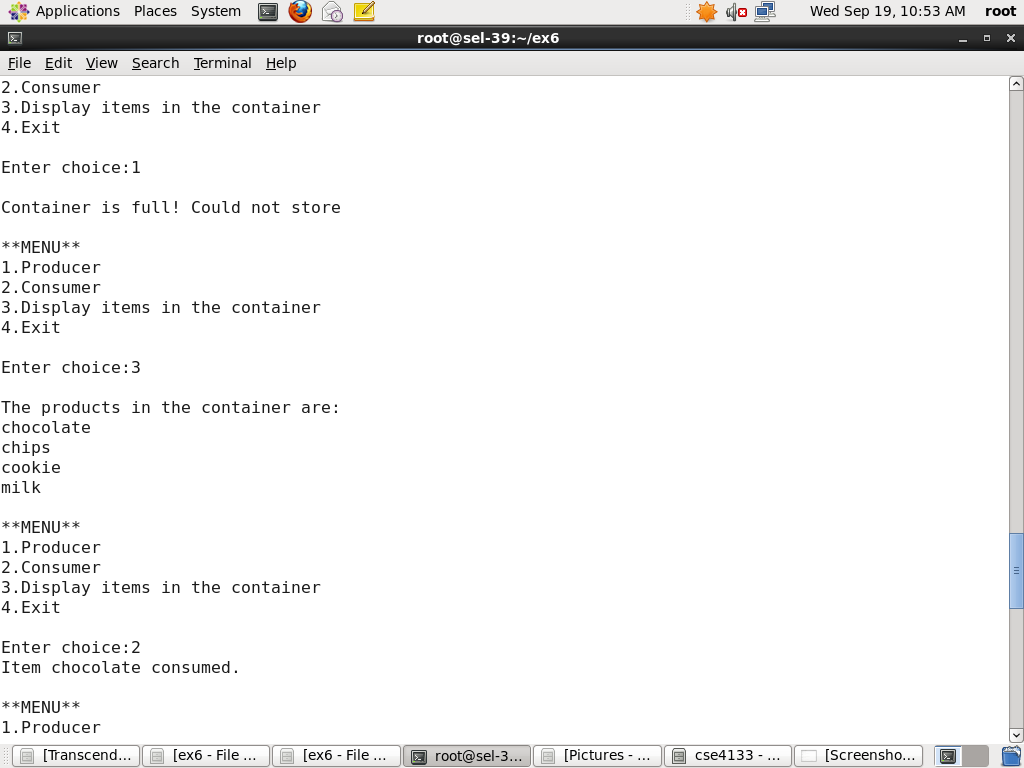 Applications Places System Wed Sep 19, 10:53 AM root
root@sel-39:~/ex6
File Edit View Search Terminal Help
2.Consumer
3.Display items in the container
4.Exit
Enter choice:1
Container is full! Could not store
**MENU**
1.Producer
2.Consumer
3.Display items in the container
4.Exit
Enter choice:3
The products in the container are:
chocolate
chips
cookie
milk
**MENU**
1.Producer
2.Consumer
3.Display items in the container
4.Exit
Enter choice:2
Item chocolate consumed.
**MENU**
1.Producer
[Transcend... [ex6 - File ... [ex6 - File ... root@sel-3... [Pictures - ... cse4133 - ... [Screensho...